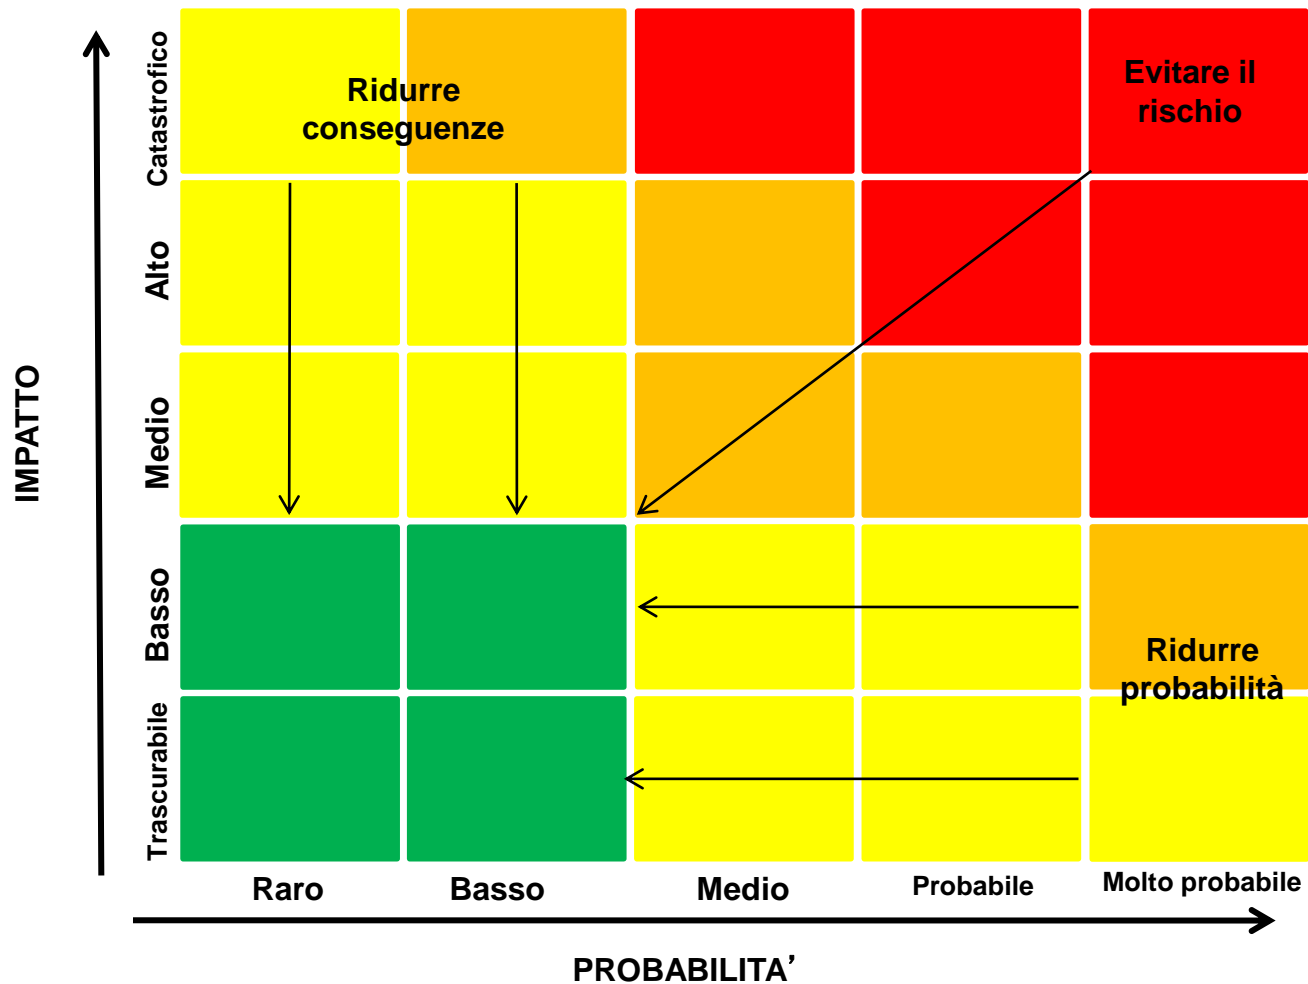 Catastrofico
Ridurre
conseguenze
Evitare il
rischio
Alto
IMPATTO
Medio
Basso
Ridurre
probabilità
Trascurabile
Raro
Basso
Medio
Probabile
Molto probabile
PROBABILITA’